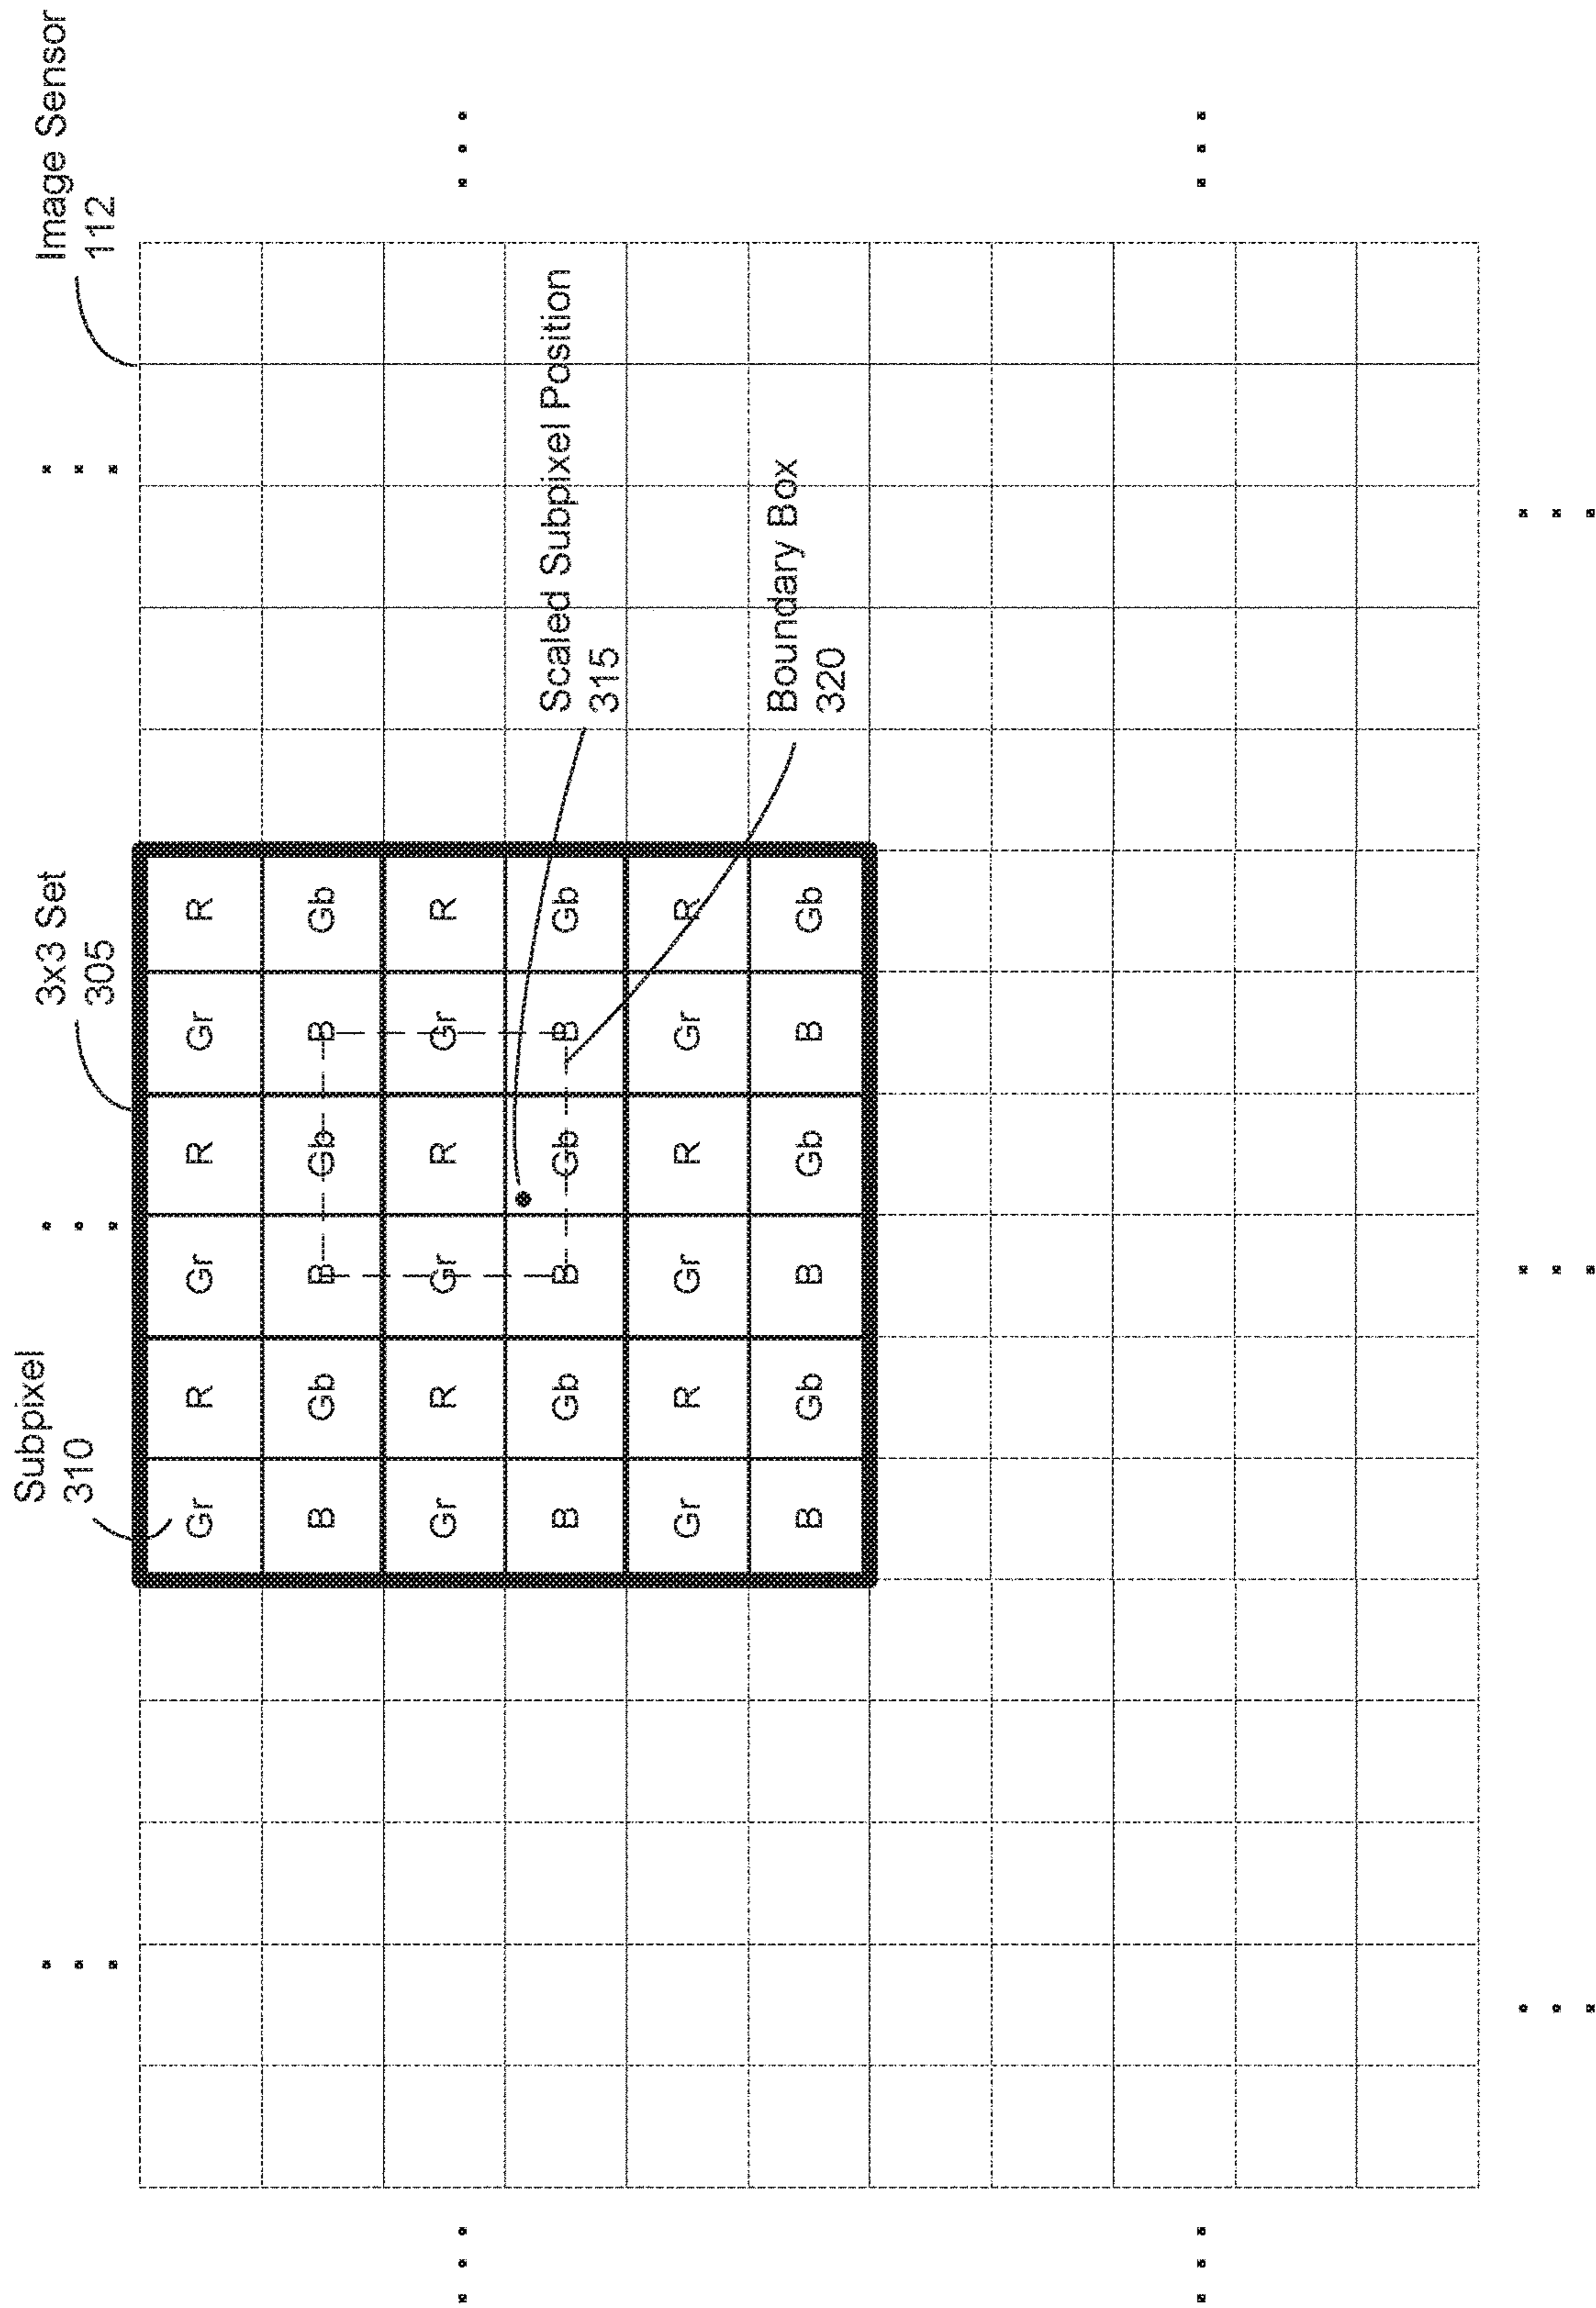 Subpixel
310
3x3 Set
305
Image Sensor
112
Gr R Gr R Gr R
B Gb B Gb B Gb
Gr R Gr R Gr R
B Gb B Gb B Gb
Gr R Gr R Gr R
B Gb B Gb B Gb
Scaled Subpixel Position
315
Boundary Box
320